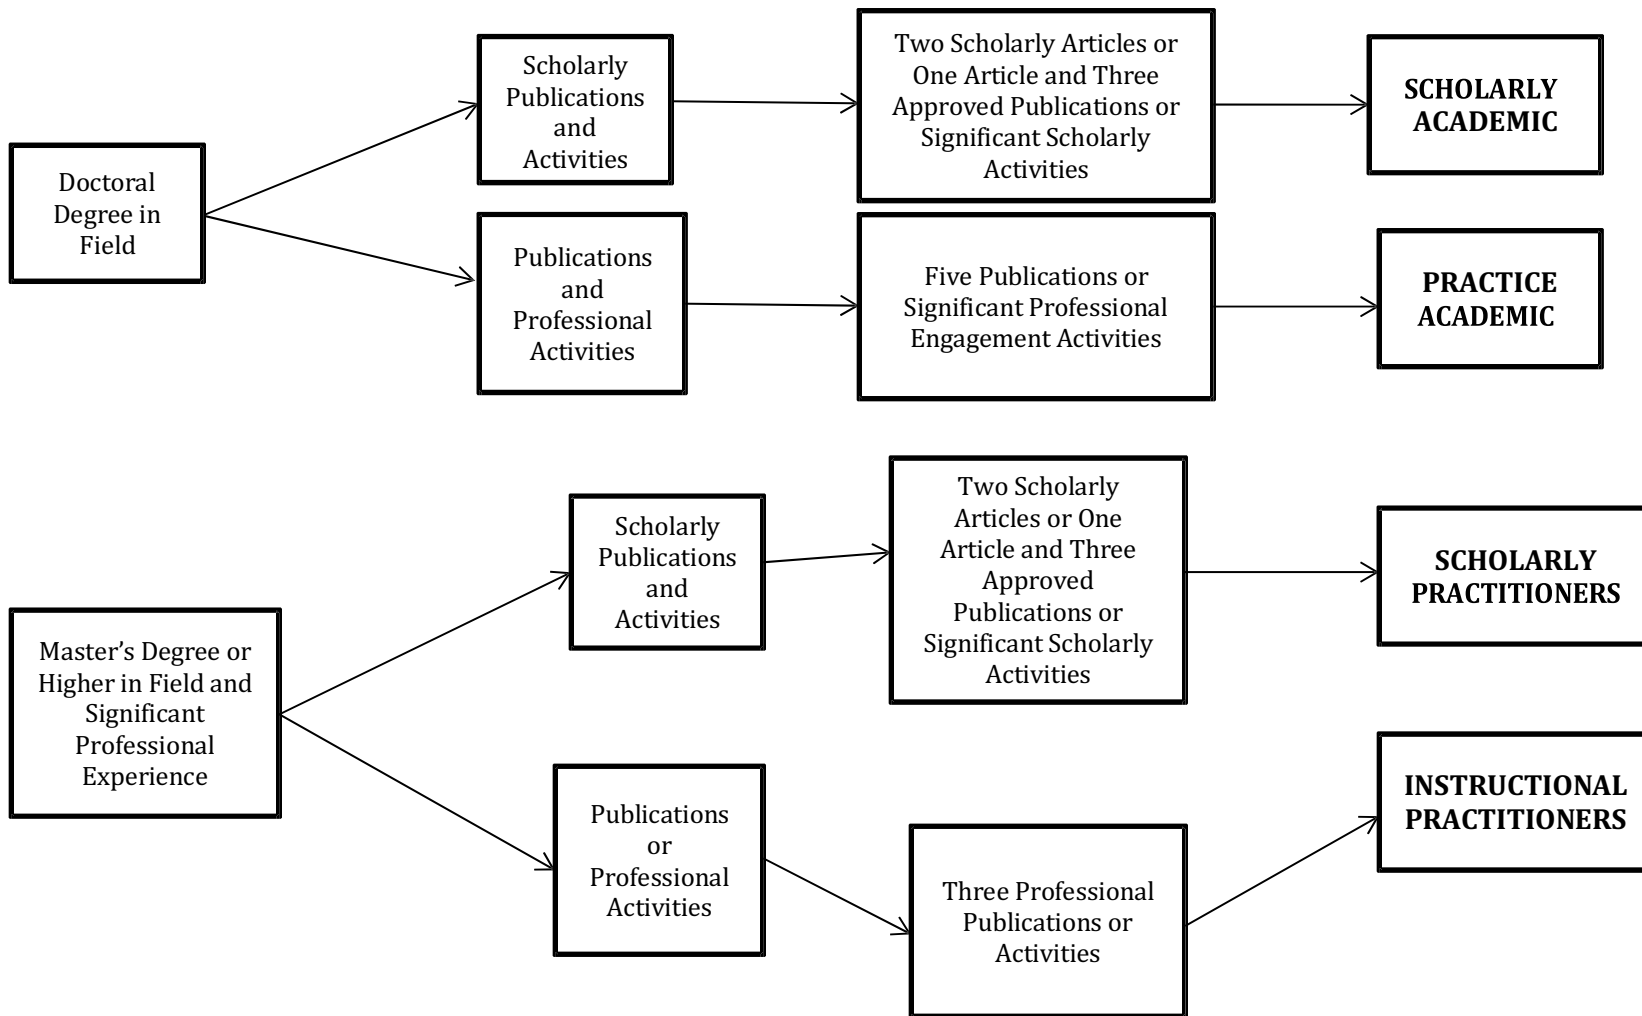 Doctoral
Degree in
Field
Scholarly
Publications
and
Activities
Two Scholarly Articles or
One Article and Three
Approved Publications or
Significant Scholarly
Activities
SCHOLARLY
ACADEMIC
Publications
and
Professional
Activities
Five Publications or
Significant Professional
Engagement Activities
PRACTICE
ACADEMIC
Master’s Degree or
Higher in Field and
Significant
Professional
Experience
Scholarly
Publications
and
Activities
Two Scholarly
Articles or One
Article and Three
Approved
Publications or
Significant Scholarly
Activities
SCHOLARLY
PRACTITIONERS
Publications
or
Professional
Activities
Three Professional
Publications or
Activities
INSTRUCTIONAL
PRACTITIONERS